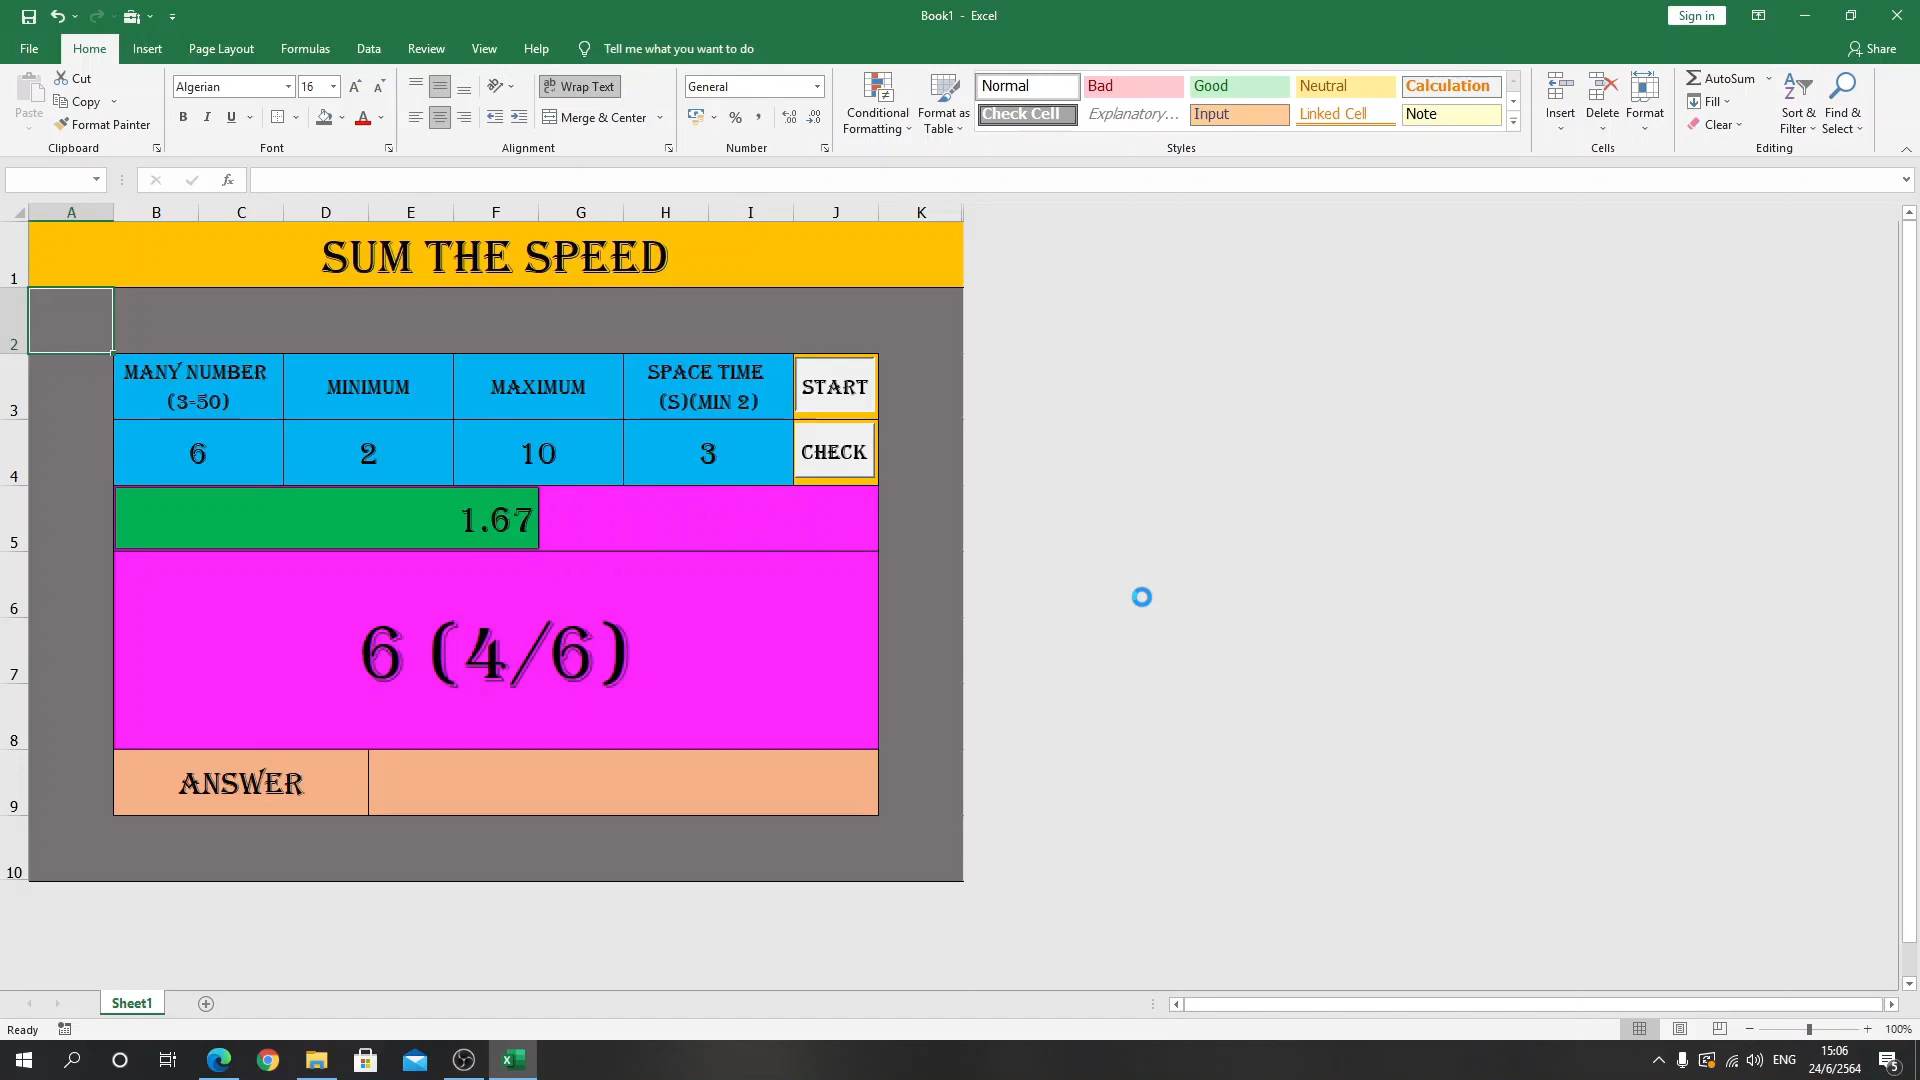 Book1 - Excel
Sign in
File Home Insert Page Layout Formulas Data Review View Help Tell me what you want to do Share
Paste
Cut
Copy
Format Painter
Clipboard
Algerian 16
B I U
Font
Wrap Text
Merge & Center
Alignment
General
Number
Conditional Formatting
Format as Table
Normal Bad Good Neutral Calculation
Check Cell Explanatory... Input Linked Cell Note
Styles
Insert Delete Format
Cells
AutoSum
Fill
Clear
Sort & Filter
Find & Select
Editing
fx
A B C D E F G H I J K
1 SUM THE SPEED
2
3 MANY NUMBER (3-50) MINIMUM MAXIMUM SPACE TIME (S)(MIN 2) START
4 6 2 10 3 CHECK
5 1.67
6
7 6 (4/6)
8
9 ANSWER
10
Sheet1
Ready
100%
ENG
15:06
24/6/2564
5